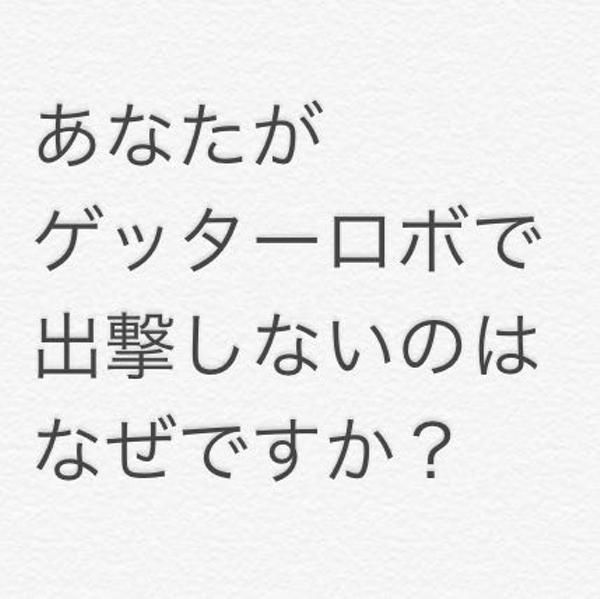 あなたが
ゲッターロボで
出撃しないのは
なぜですか？